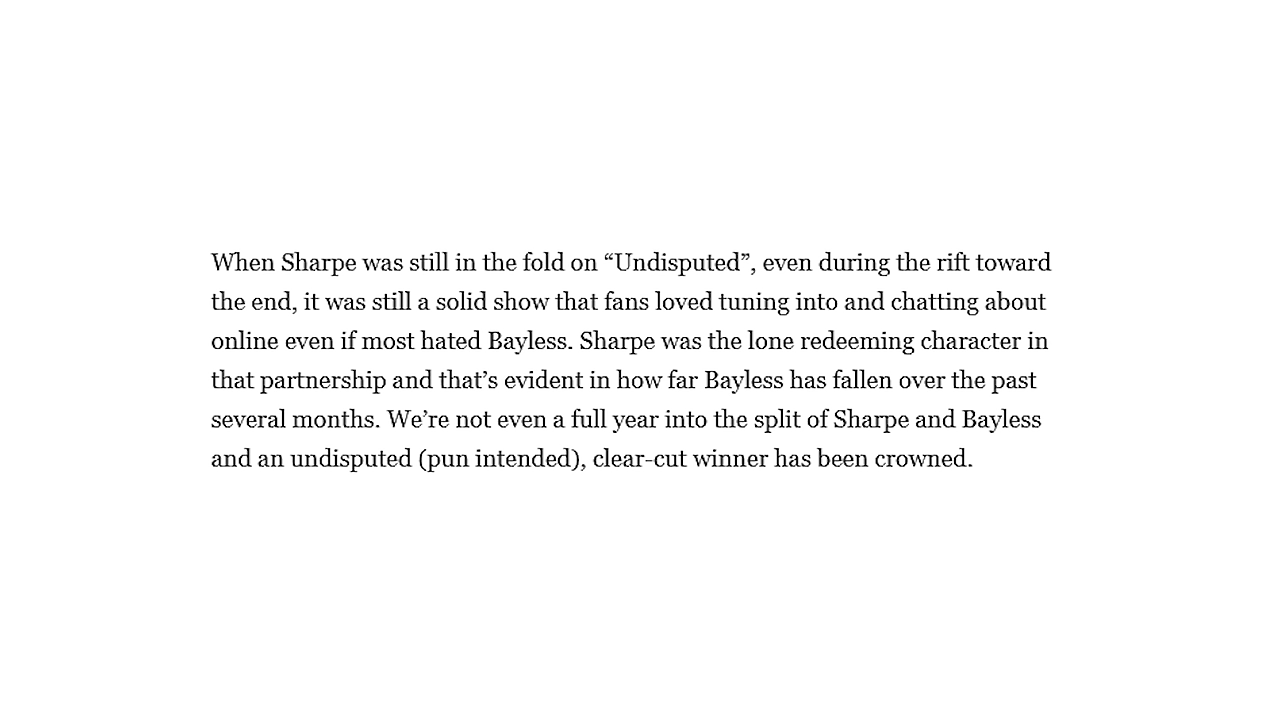 When Sharpe was still in the fold on “Undisputed”, even during the rift toward
the end, it was still a solid show that fans loved tuning into and chatting about
online even if most hated Bayless. Sharpe was the lone redeeming character in
that partnership and that’s evident in how far Bayless has fallen over the past
several months. We’re not even a full year into the split of Sharpe and Bayless
and an undisputed (pun intended), clear-cut winner has been crowned.